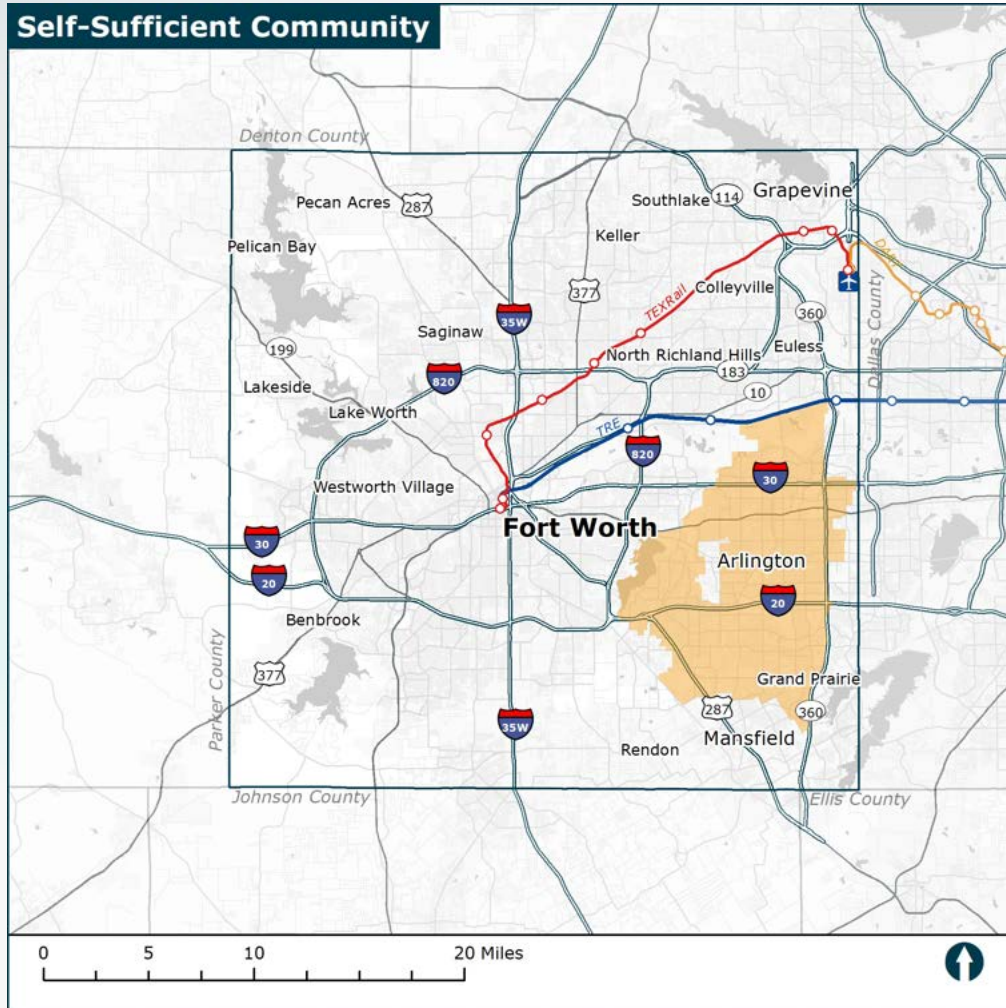 Self-Sufficient Community
Denton County
Pecan Acres
287
Southlake
114
Grapevine
Keller
Pelican Bay
DART
377
Colleyville
TEXRail
35W
360
Dallas County
Saginaw
Euless
199
North Richland Hills
183
820
Lakeside
10
Lake Worth
TRE
820
30
Westworth Village
Fort Worth
30
Arlington
20
20
Benbrook
377
Grand Prairie
Parker County
287
360
35W
Mansfield
Rendon
Johnson County
Ellis County
0 5 10 20 Miles